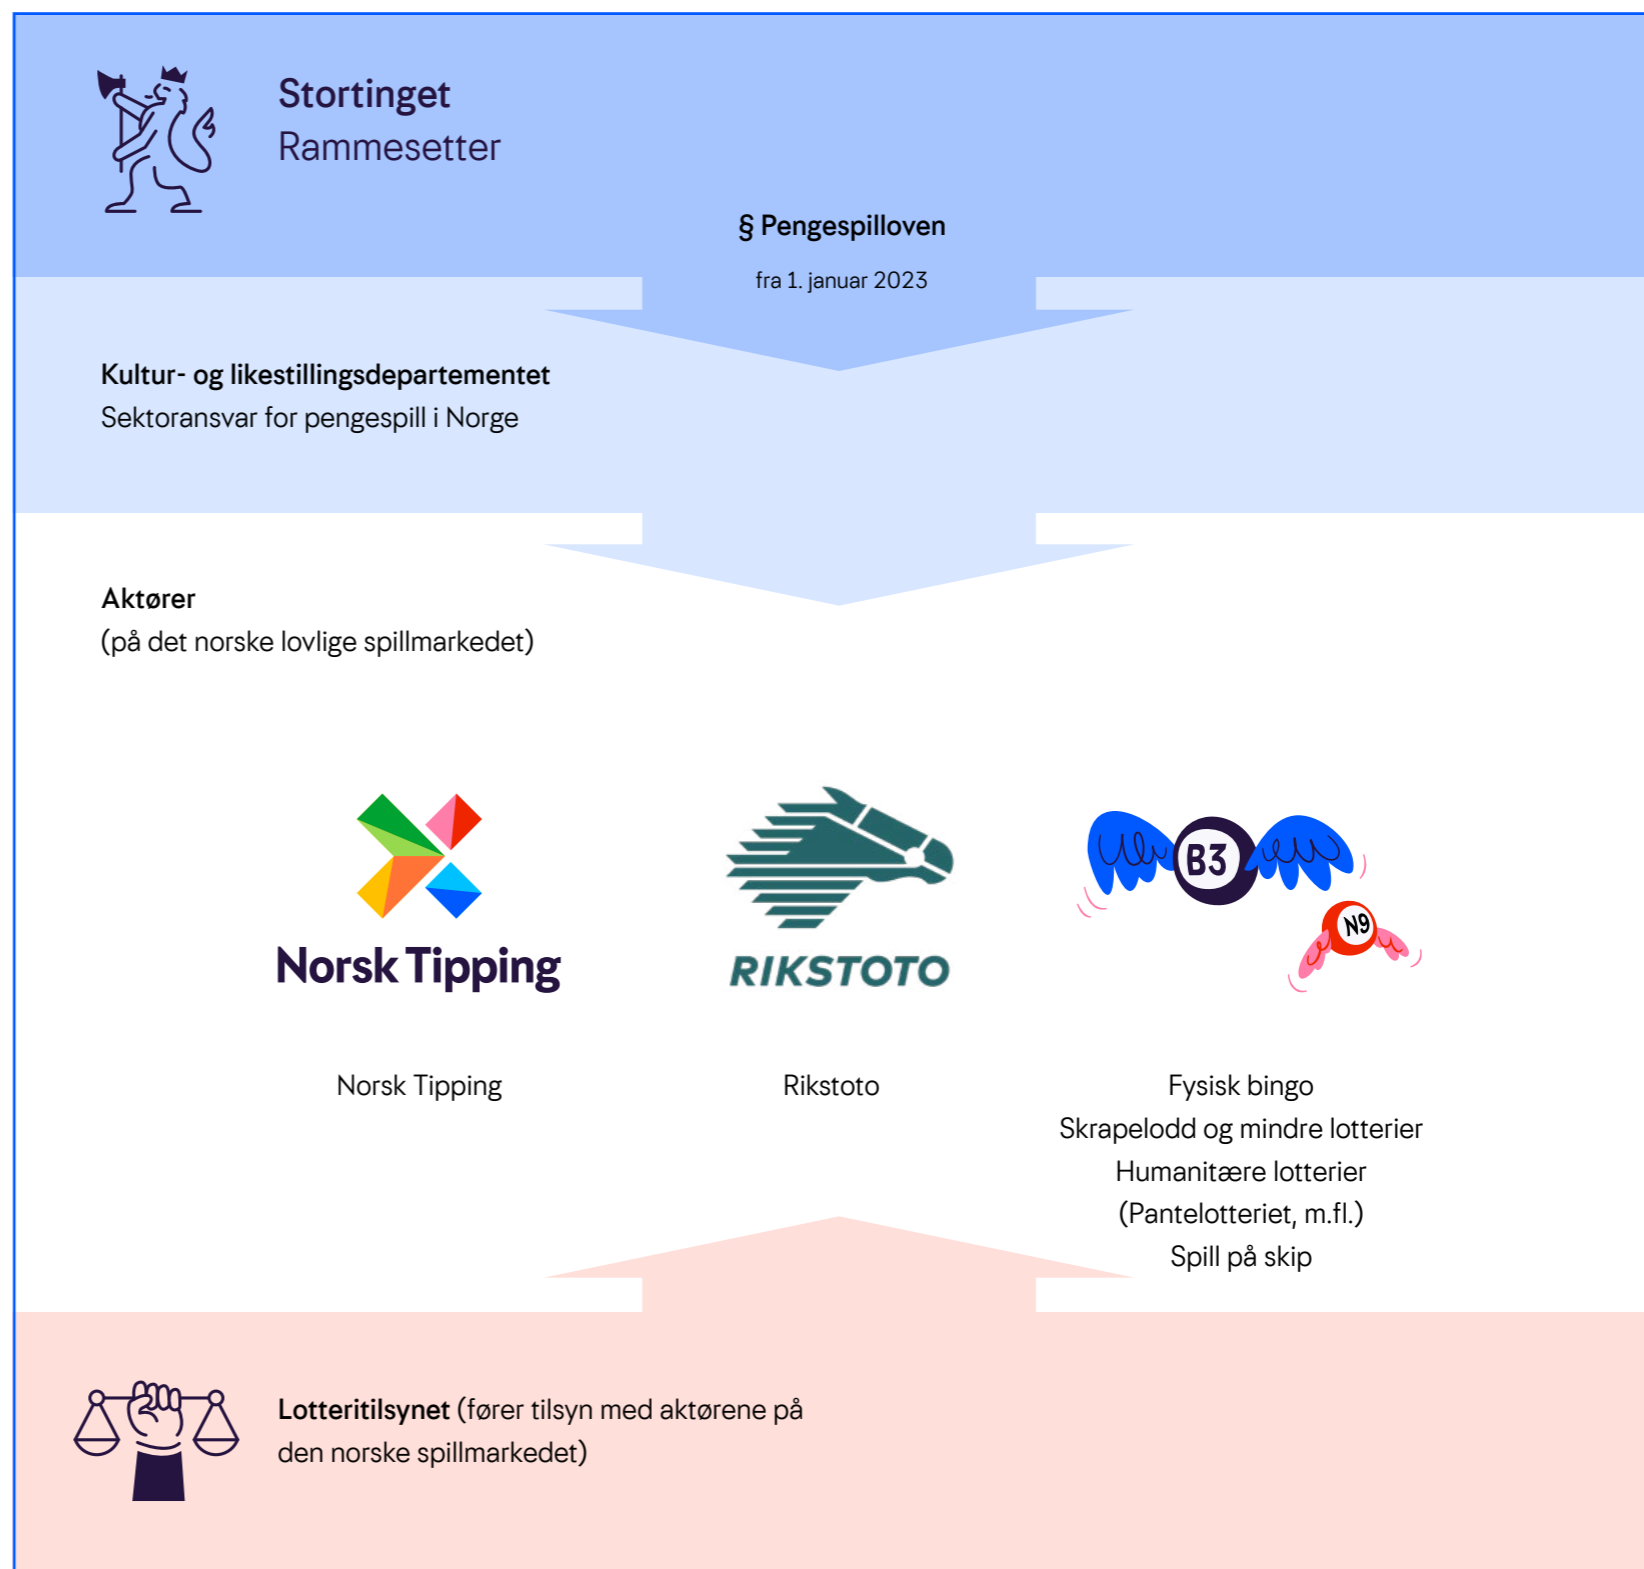 Stortinget
Rammesetter
§ Pengespilloven
fra 1. januar 2023
Kultur- og likestillingsdepartementet
Sektoransvar for pengespill i Norge
Aktører
(på det norske lovlige spillmarkedet)
B3
N9
Norsk Tipping
RIKSTOTO
Norsk Tipping
Rikstoto
Fysisk bingo
Skrapelodd og mindre lotterier
Humanitære lotterier
(Pantelotteriet, m.fl.)
Spill på skip
Lotteritilsynet (fører tilsyn med aktørene på
den norske spillmarkedet)